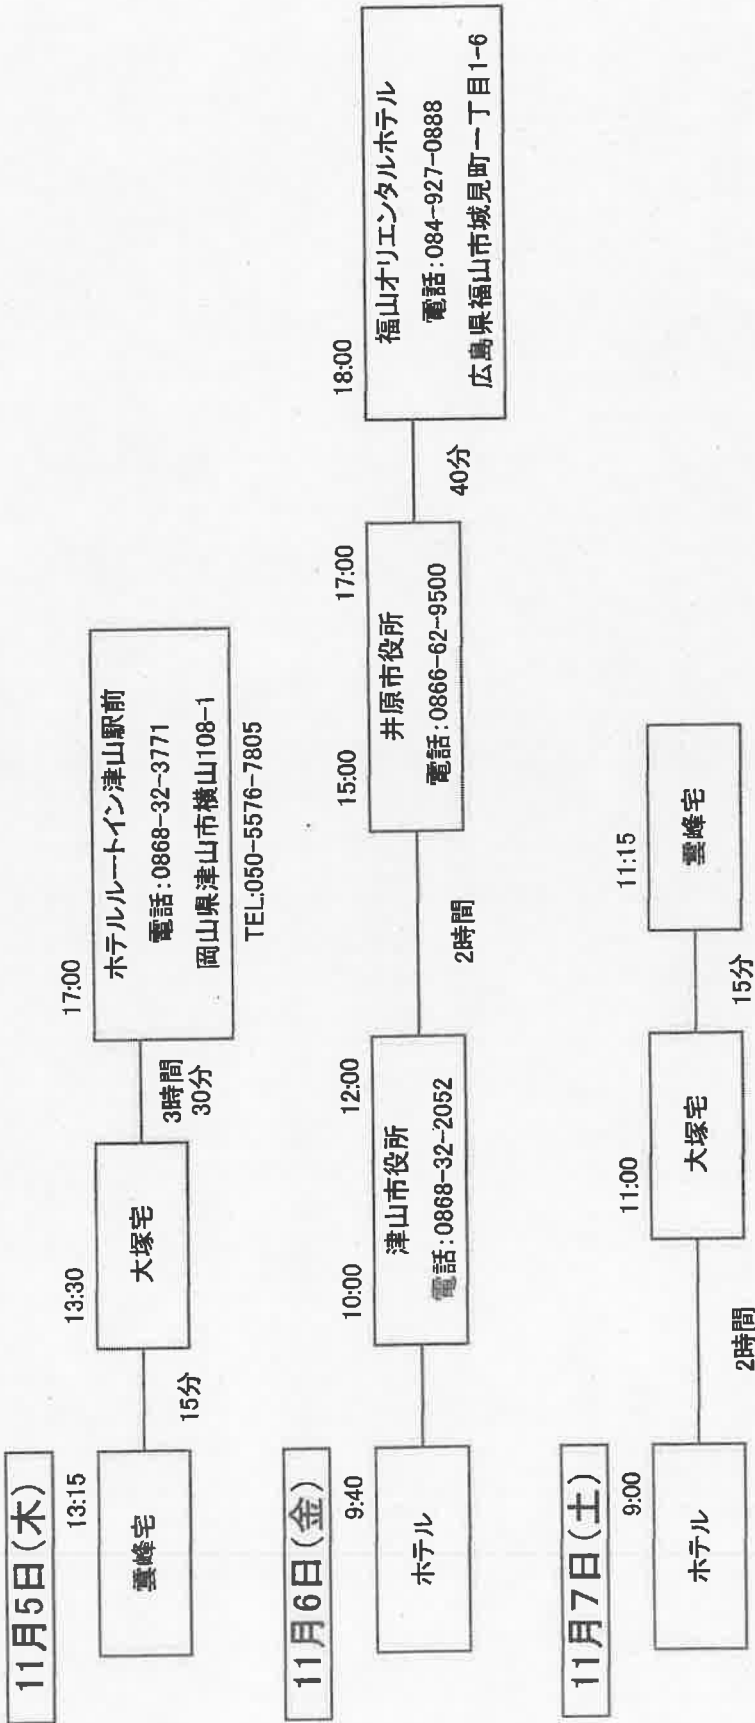 11月5日(木)
13:15
雲峰宅
15分
13:30
大塚宅
3時間
30分
17:00
ホテルルートイン津山駅前
電話:0868-32-3771
岡山県津山市横山108-1
TEL:050-5576-7805
11月6日(金)
9:40
ホテル
10:00
12:00
津山市役所
電話:0868-32-2052
2時間
15:00
17:00
井原市役所
電話:0866-62-9500
40分
18:00
福山オリエンタルホテル
電話:084-927-0888
広島県福山市城見町一丁目1-6
11月7日(土)
9:00
ホテル
2時間
11:00
大塚宅
15分
11:15
雲峰宅